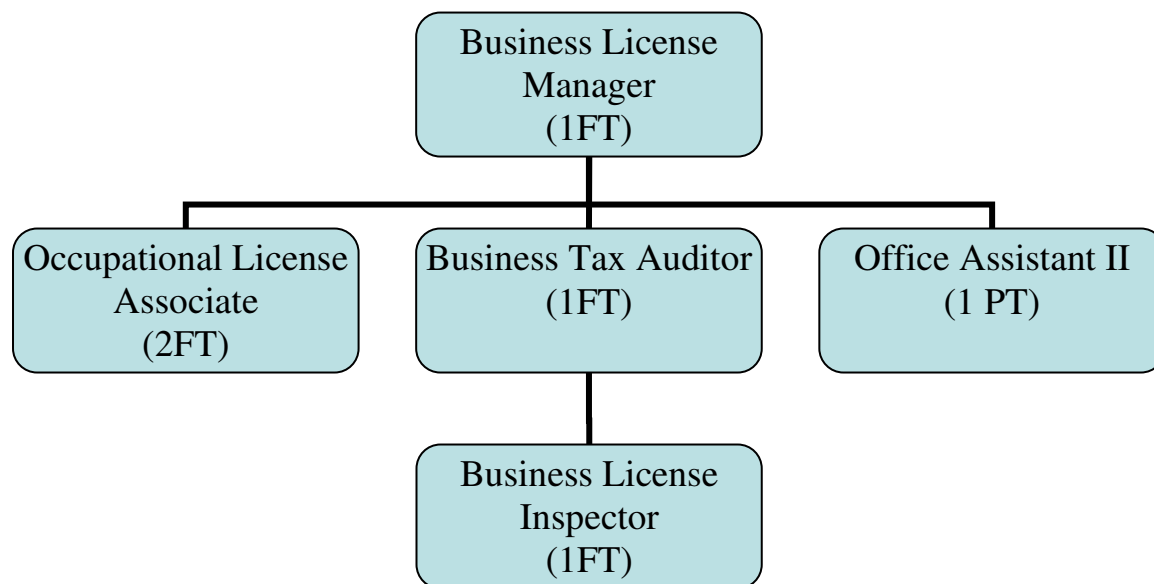 Business License
Manager
(1FT)
Occupational License
Associate
(2FT)
Business Tax Auditor
(1FT)
Office Assistant II
(1 PT)
Business License
Inspector
(1FT)